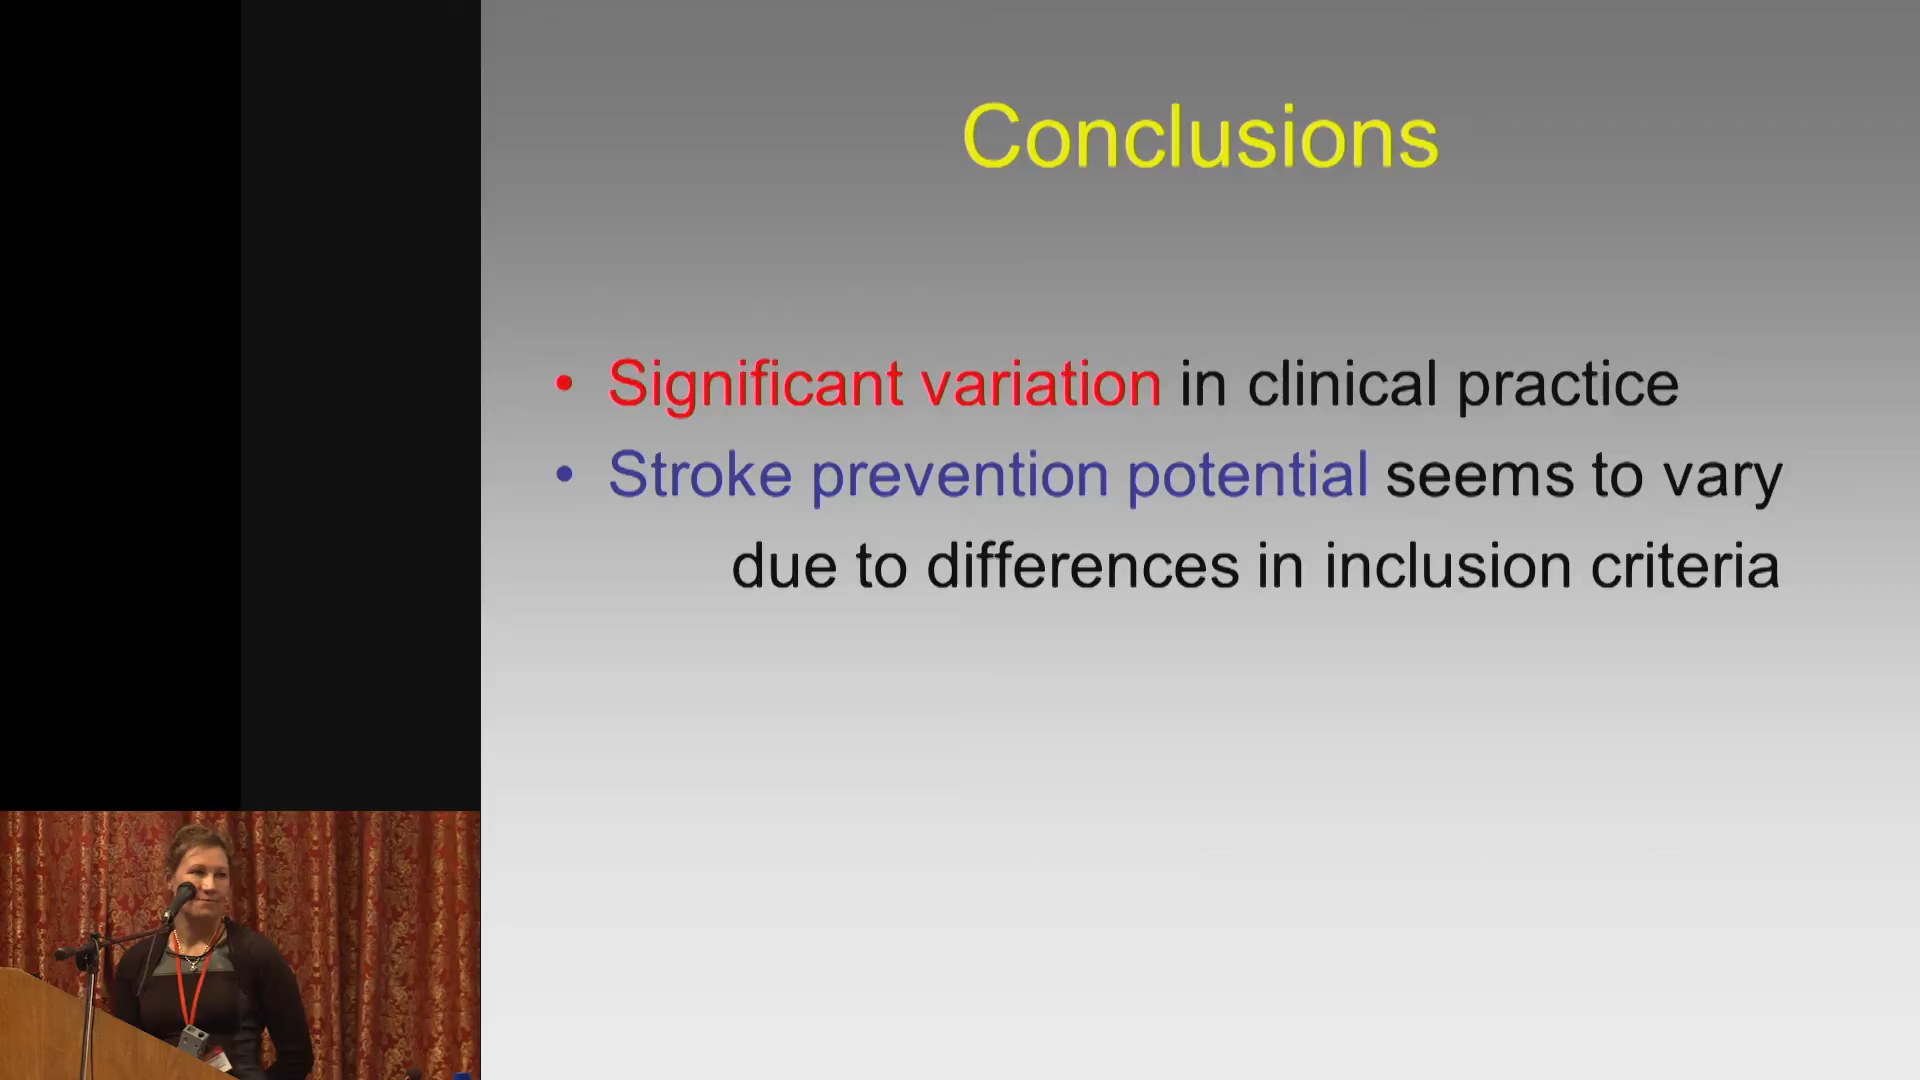 Conclusions
• Significant variation in clinical practice
• Stroke prevention potential seems to vary
due to differences in inclusion criteria